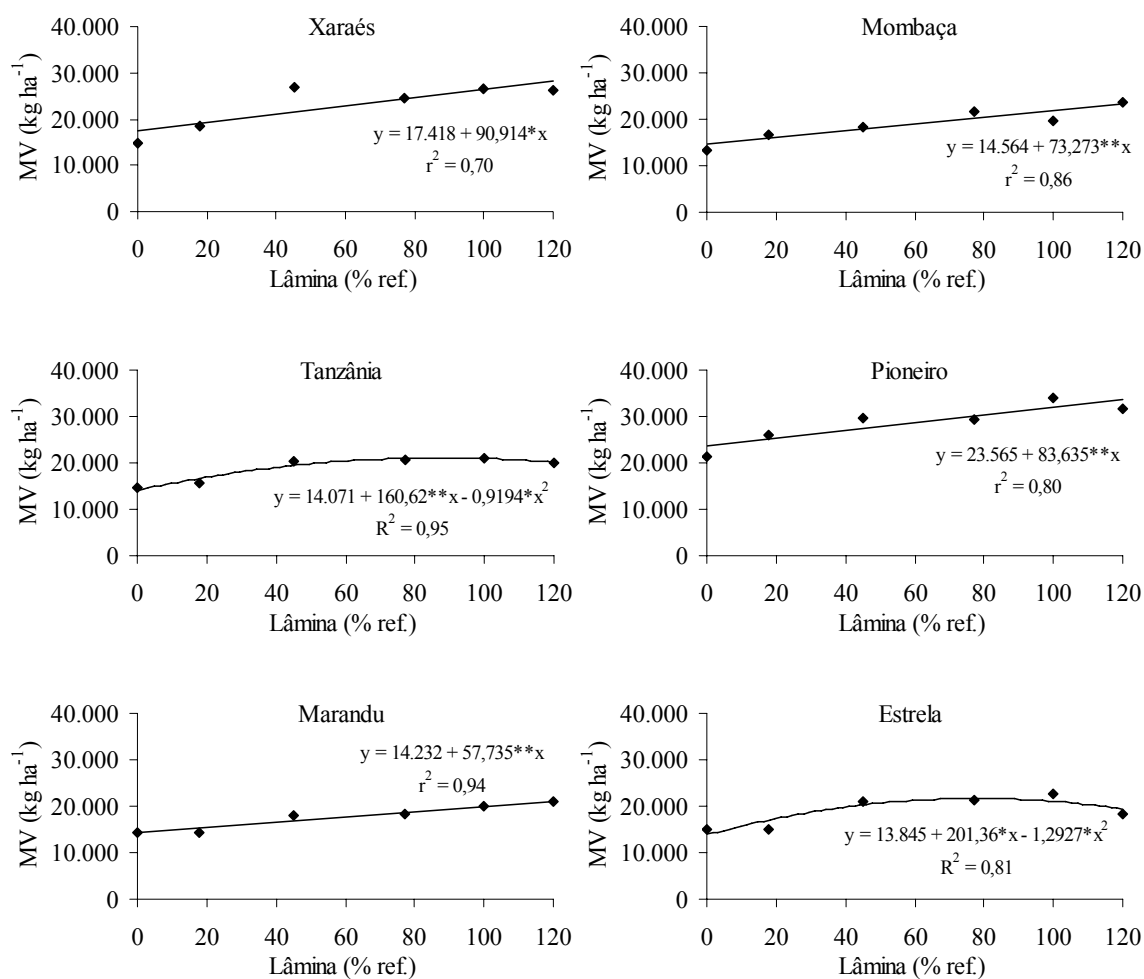 Xaraés
MV (kg ha⁻¹)
40.000
30.000
20.000
10.000
0
y = 17.418 + 90,914*x
r² = 0,70
0 20 40 60 80 100 120
Lâmina (% ref.)
Mombaça
MV (kg ha⁻¹)
40.000
30.000
20.000
10.000
0
y = 14.564 + 73,273**x
r² = 0,86
0 20 40 60 80 100 120
Lâmina (% ref.)
Tanzânia
MV (kg ha⁻¹)
40.000
30.000
20.000
10.000
0
y = 14.071 + 160,62**x - 0,9194*x²
R² = 0,95
0 20 40 60 80 100 120
Lâmina (% ref.)
Pioneiro
MV (kg ha⁻¹)
40.000
30.000
20.000
10.000
0
y = 23.565 + 83,635**x
r² = 0,80
0 20 40 60 80 100 120
Lâmina (% ref.)
Marandu
MV (kg ha⁻¹)
40.000
30.000
20.000
10.000
0
y = 14.232 + 57,735**x
r² = 0,94
0 20 40 60 80 100 120
Lâmina (% ref.)
Estrela
MV (kg ha⁻¹)
40.000
30.000
20.000
10.000
0
y = 13.845 + 201,36*x - 1,2927*x²
R² = 0,81
0 20 40 60 80 100 120
Lâmina (% ref.)